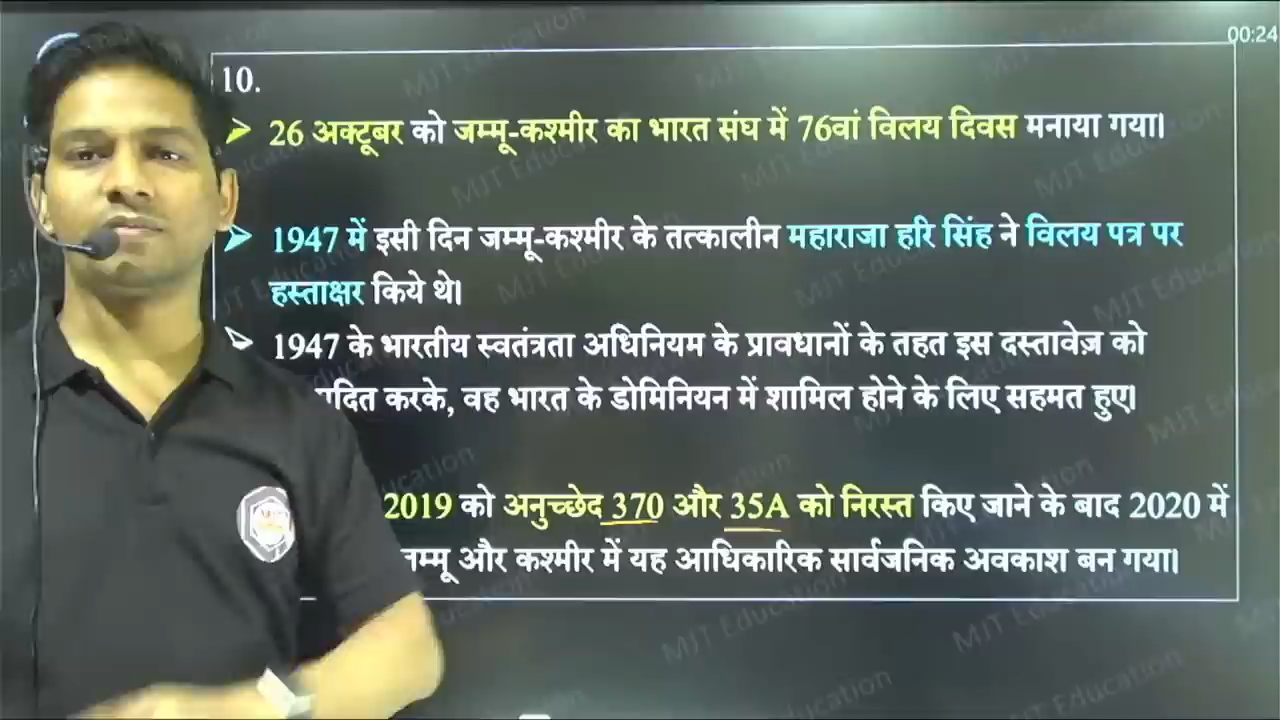 00:24
10.
26 अक्टूबर को जम्मू-कश्मीर का भारत संघ में 76वां विलय दिवस मनाया गया।
1947 में इसी दिन जम्मू-कश्मीर के तत्कालीन महाराजा हरि सिंह ने विलय पत्र पर
हस्ताक्षर किये थे।
1947 के भारतीय स्वतंत्रता अधिनियम के प्रावधानों के तहत इस दस्तावेज़ को
करके, वह भारत के डोमिनियन में शामिल होने के लिए सहमत हुए।
2019 को अनुच्छेद 370 और 35A को निरस्त किए जाने के बाद 2020 में
और कश्मीर में यह आधिकारिक सार्वजनिक अवकाश बन गया।
MJT Education